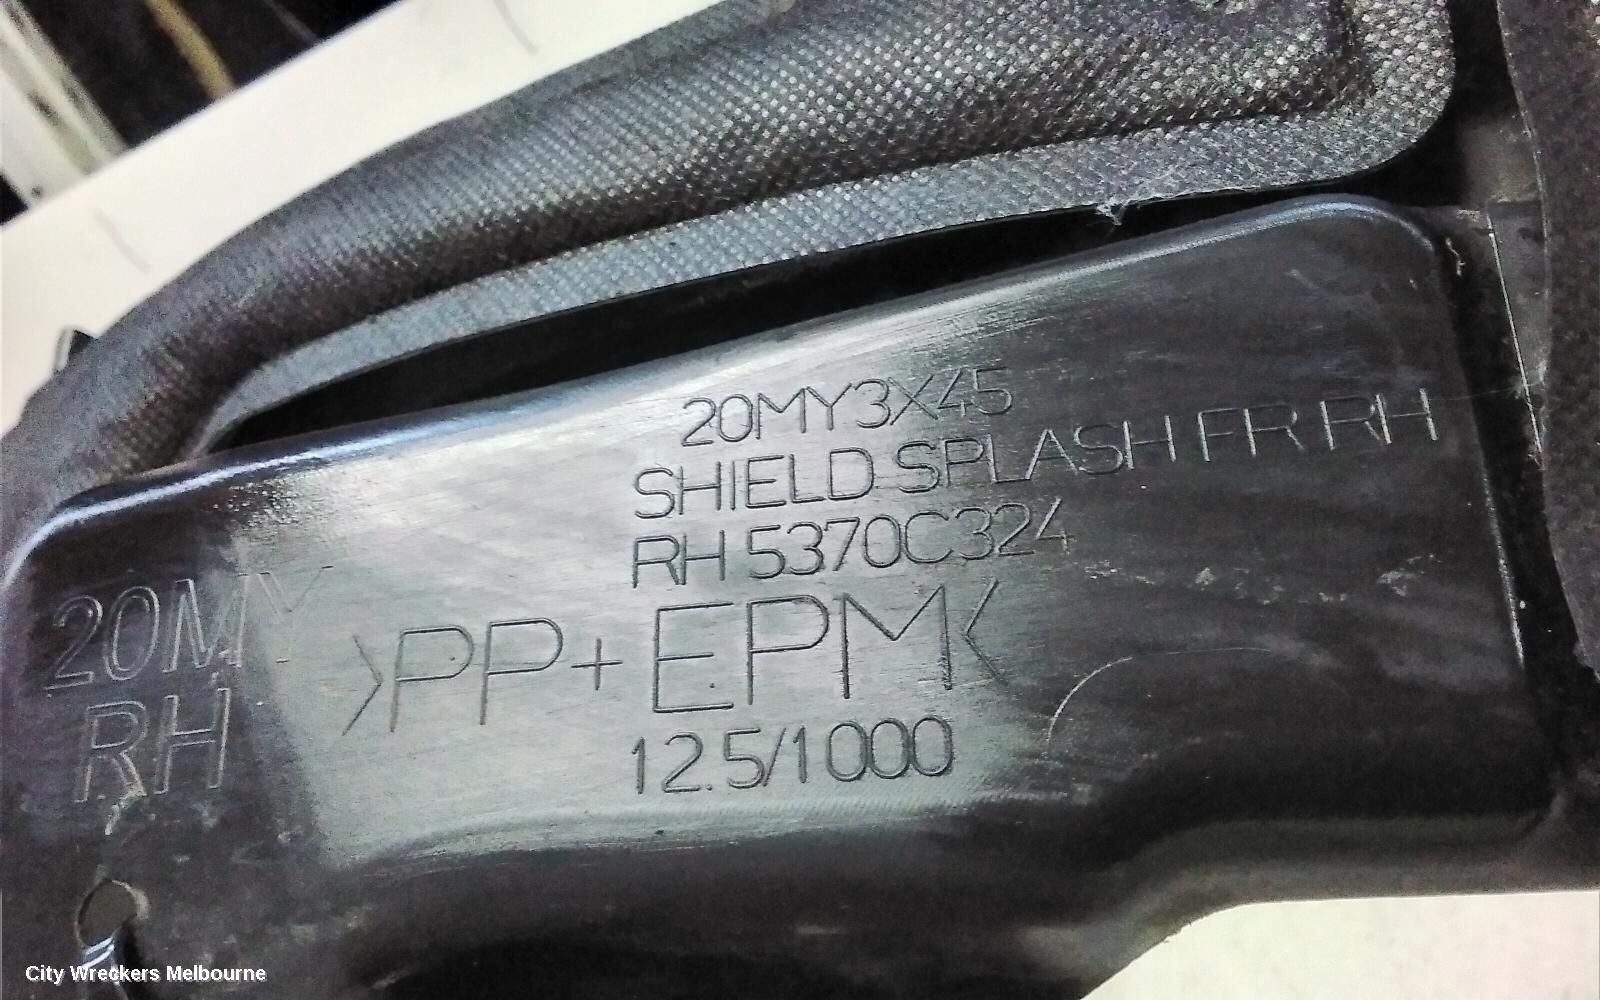 20MY3X45
SHIELD SPLASH FR RH
RH 5370C324
20MY
RH
>PP+EPM<
12.5/1000
City Wreckers Melbourne